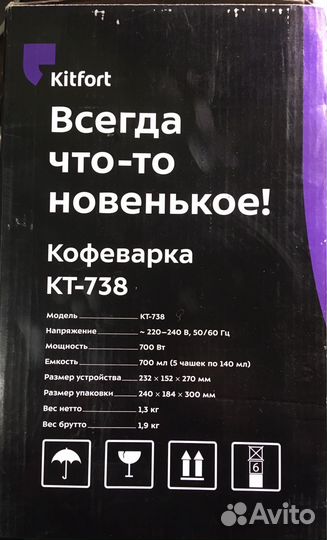 Kitfort
Всегда
что-то
новенькое!
Кофеварка
КТ-738
Модель КТ-738
Напряжение ~ 220–240 В, 50/60 Гц
Мощность 700 Вт
Емкость 700 мл (5 чашек по 140 мл)
Размер устройства 232 × 152 × 270 мм
Размер упаковки 240 × 184 × 300 мм
Вес нетто 1,3 кг
Вес брутто 1,9 кг
6
Avito